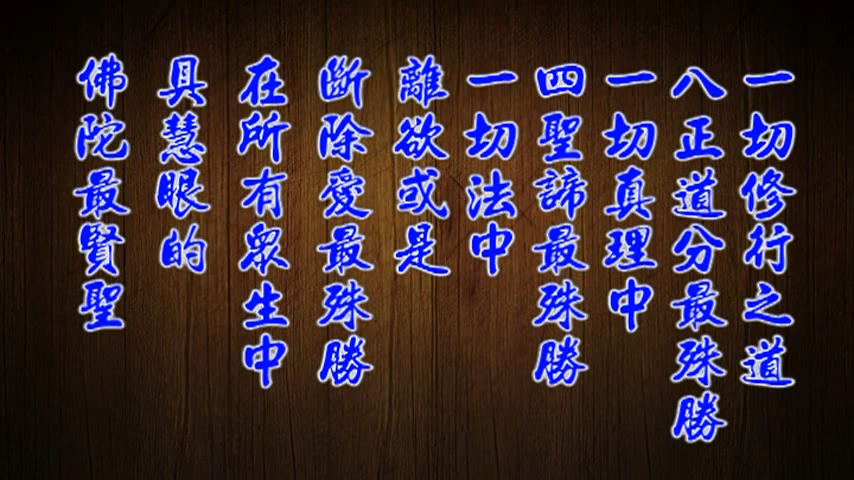 一切修行之道
八正道分最殊勝
一切真理中
四聖諦最殊勝
一切法中
離欲或是
斷除愛最殊勝
在所有眾生中
具慧眼的
佛陀最賢聖